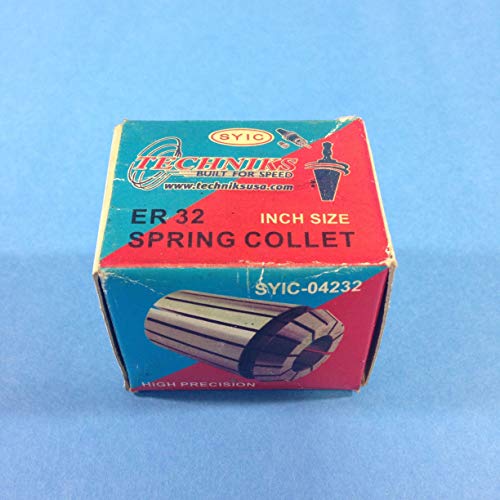 SYIC
TECHNIKS
BUILT FOR SPEED
www.techniksusa.com
ER 32 INCH SIZE
SPRING COLLET
SYIC-04232
HIGH PRECISION